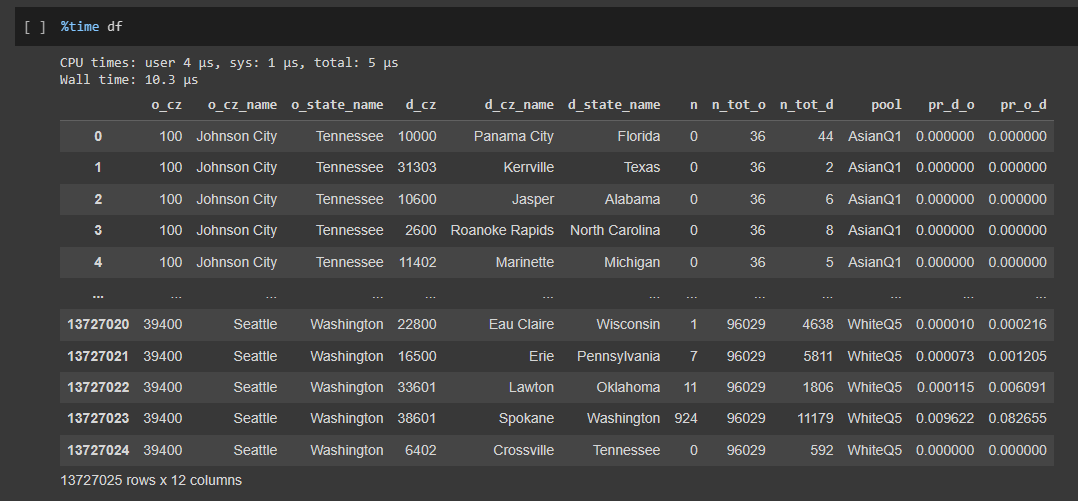 [ ] %time df
CPU times: user 4 µs, sys: 1 µs, total: 5 µs
Wall time: 10.3 µs
o_cz o_cz_name o_state_name d_cz d_cz_name d_state_name n n_tot_o n_tot_d pool pr_d_o pr_o_d
0 100 Johnson City Tennessee 10000 Panama City Florida 0 36 44 AsianQ1 0.000000 0.000000
1 100 Johnson City Tennessee 31303 Kerrville Texas 0 36 2 AsianQ1 0.000000 0.000000
2 100 Johnson City Tennessee 10600 Jasper Alabama 0 36 6 AsianQ1 0.000000 0.000000
3 100 Johnson City Tennessee 2600 Roanoke Rapids North Carolina 0 36 8 AsianQ1 0.000000 0.000000
4 100 Johnson City Tennessee 11402 Marinette Michigan 0 36 5 AsianQ1 0.000000 0.000000
... ... ... ... ... ... ... ... ... ... ... ... ...
13727020 39400 Seattle Washington 22800 Eau Claire Wisconsin 1 96029 4638 WhiteQ5 0.000010 0.000216
13727021 39400 Seattle Washington 16500 Erie Pennsylvania 7 96029 5811 WhiteQ5 0.000073 0.001205
13727022 39400 Seattle Washington 33601 Lawton Oklahoma 11 96029 1806 WhiteQ5 0.000115 0.006091
13727023 39400 Seattle Washington 38601 Spokane Washington 924 96029 11179 WhiteQ5 0.009622 0.082655
13727024 39400 Seattle Washington 6402 Crossville Tennessee 0 96029 592 WhiteQ5 0.000000 0.000000
13727025 rows x 12 columns